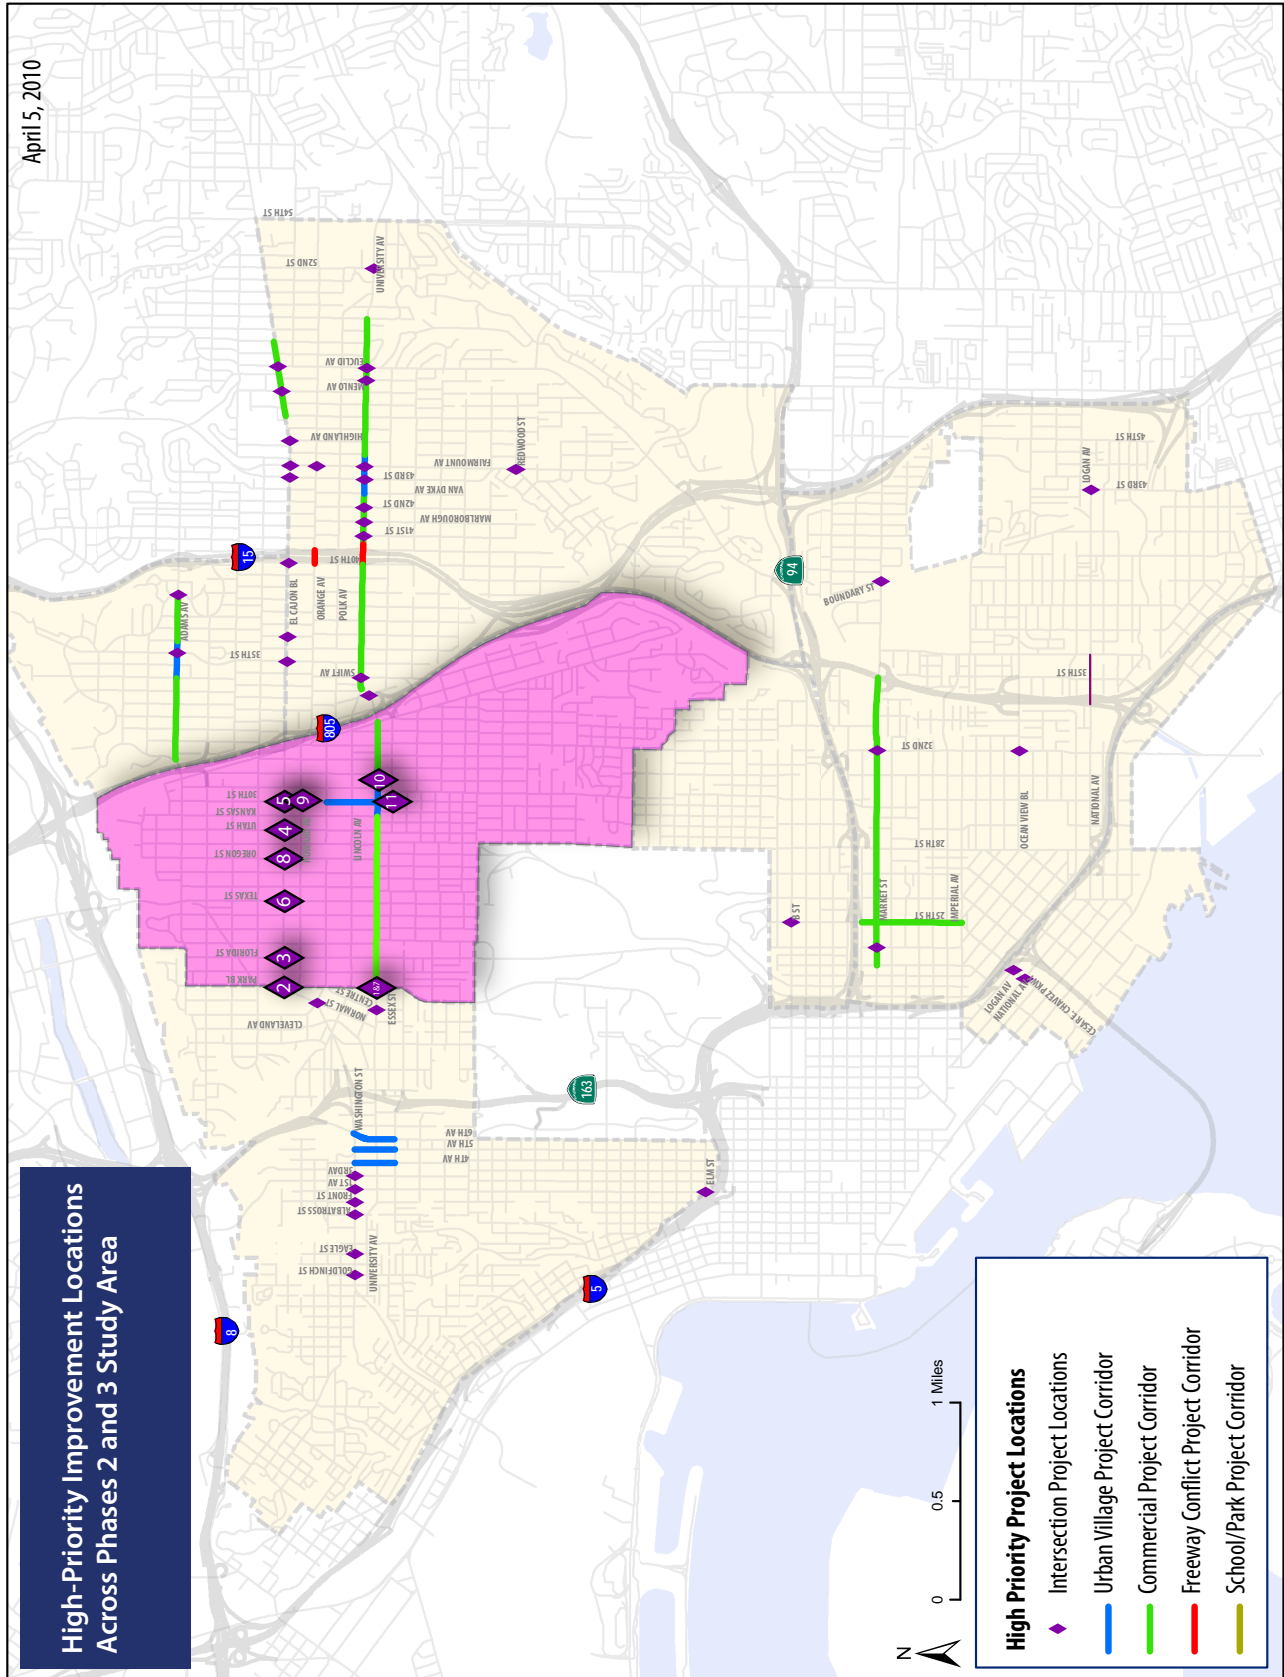 High-Priority Improvement Locations
Across Phases 2 and 3 Study Area
April 5, 2010
8
5
163
805
15
94
54TH ST
52ND ST
UNIVERSITY AV
EUCLID AV
MENLO AV
HIGHLAND AV
FAIRMOUNT AV
43RD ST
VAN DYKE AV
42ND ST
MARLBOROUGH AV
41ST ST
40TH ST
REDWOOD ST
ADAMS AV
EL CAJON BL
ORANGE AV
POLK AV
35TH ST
SWIFT AV
30TH ST
KANSAS ST
UTAH ST
OREGON ST
TEXAS ST
FLORIDA ST
PARK BL
LINCOLN AV
5
9
4
8
6
3
2
10
11
1&7
CLEVELAND AV
NORMAL ST
CENTRE ST
ESSEX ST
WASHINGTON ST
6TH AV
5TH AV
4TH AV
3RD AV
1ST AV
FRONT ST
ALBATROSS ST
EAGLE ST
GOLDFINCH ST
UNIVERSITY AV
ELM ST
BOUNDARY ST
LOGAN AV
45TH ST
43RD ST
35TH ST
32ND ST
OCEAN VIEW BL
NATIONAL AV
28TH ST
B ST
MARKET ST
25TH ST
IMPERIAL AV
LOGAN AV
NATIONAL AV
CESAR E. CHAVEZ PKWY
N
0
0.5
1 Miles
High Priority Project Locations
Intersection Project Locations
Urban Village Project Corridor
Commercial Project Corridor
Freeway Conflict Project Corridor
School/Park Project Corridor